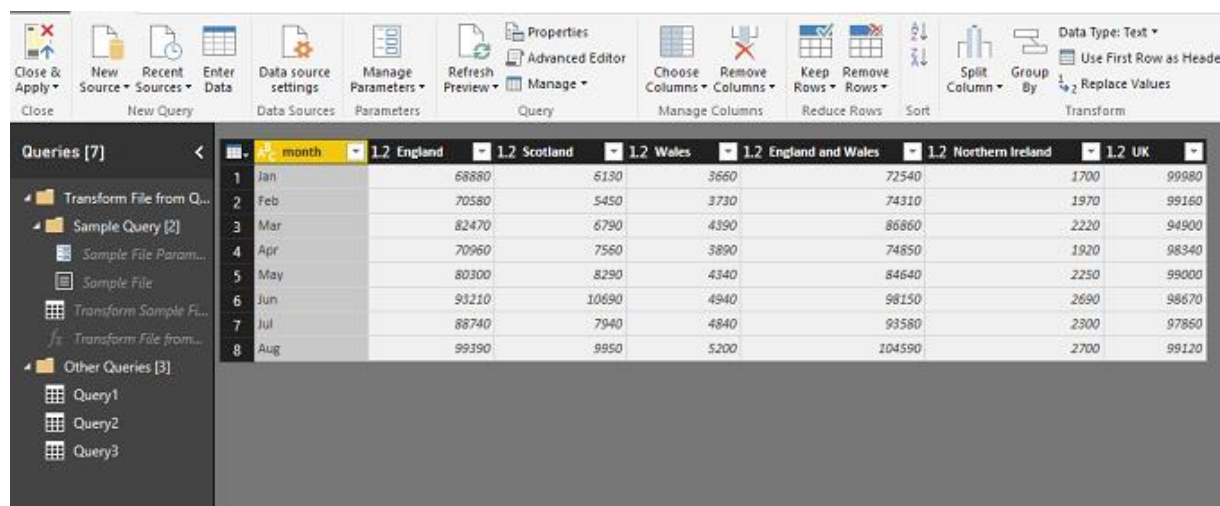 Properties
Advanced Editor
Manage
Close & Apply
New Source
Recent Sources
Enter Data
Data source settings
Manage Parameters
Refresh Preview
Choose Columns
Remove Columns
Keep Rows
Remove Rows
Split Column
Group By
Data Type: Text
Use First Row as Heade
Replace Values
Close
New Query
Data Sources
Parameters
Query
Manage Columns
Reduce Rows
Sort
Transform
Queries [7]
Transform File from Q...
Sample Query [2]
Sample File Param...
Sample File
Transform Sample Fi...
fx Transform File from...
Other Queries [3]
Query1
Query2
Query3
ABC month 1.2 England 1.2 Scotland 1.2 Wales 1.2 England and Wales 1.2 Northern Ireland 1.2 UK
1 Jan 68880 6130 3660 72540 1700 99980
2 Feb 70580 5450 3730 74310 1970 99160
3 Mar 82470 6790 4390 86860 2220 94900
4 Apr 70960 7560 3890 74850 1920 98340
5 May 80300 8290 4340 84640 2250 99000
6 Jun 93210 10690 4940 98150 2690 98670
7 Jul 88740 7940 4840 93580 2300 97860
8 Aug 99390 9950 5200 104590 2700 99120